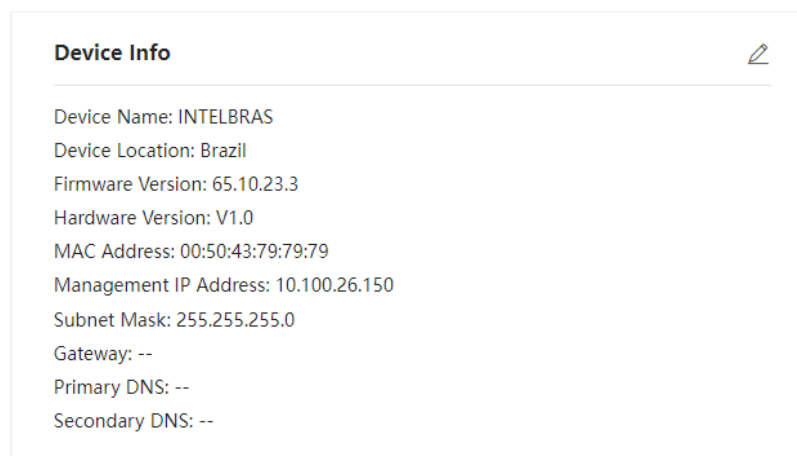 Device Info
Device Name: INTELBRAS
Device Location: Brazil
Firmware Version: 65.10.23.3
Hardware Version: V1.0
MAC Address: 00:50:43:79:79:79
Management IP Address: 10.100.26.150
Subnet Mask: 255.255.255.0
Gateway: --
Primary DNS: --
Secondary DNS: --